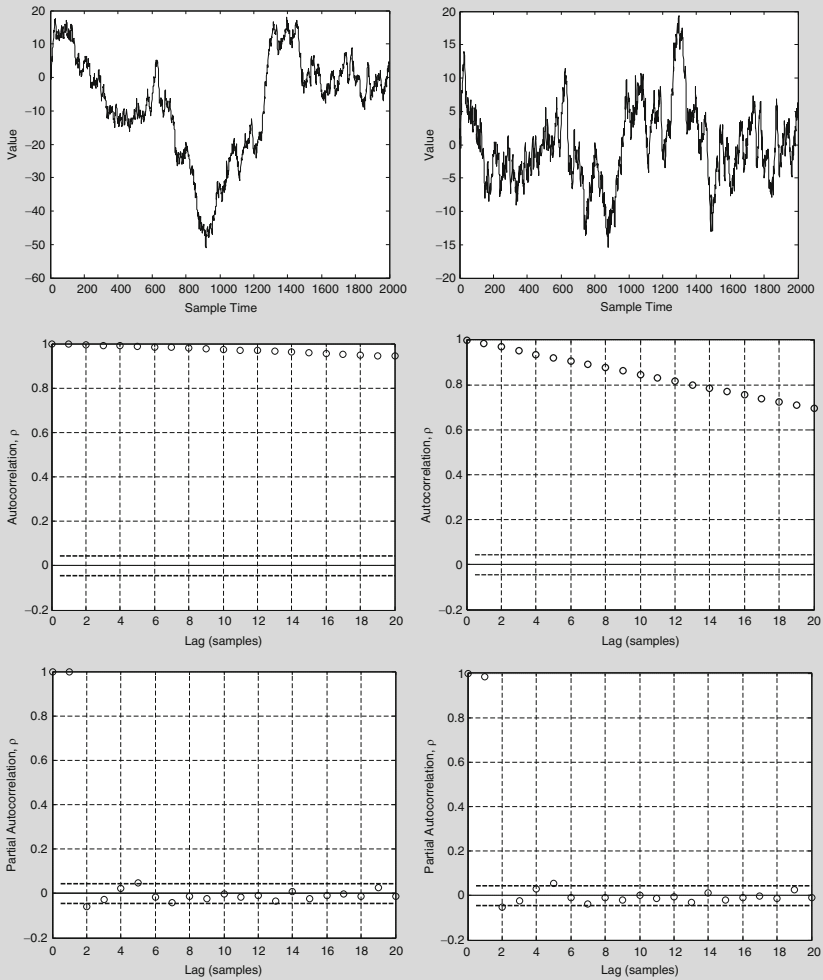 20
10
0
−10
−20
−30
−40
−50
−60
Value
0 200 400 600 800 1000 1200 1400 1600 1800 2000
Sample Time
20
15
10
5
0
−5
−10
−15
−20
Value
0 200 400 600 800 1000 1200 1400 1600 1800 2000
Sample Time
1
0.8
0.6
0.4
0.2
0
−0.2
Autocorrelation, ρ
0 2 4 6 8 10 12 14 16 18 20
Lag (samples)
1
0.8
0.6
0.4
0.2
0
−0.2
Autocorrelation, ρ
0 2 4 6 8 10 12 14 16 18 20
Lag (samples)
1
0.8
0.6
0.4
0.2
0
−0.2
Partial Autocorrelation, ρ
0 2 4 6 8 10 12 14 16 18 20
Lag (samples)
1
0.8
0.6
0.4
0.2
0
−0.2
Partial Autocorrelation, ρ
0 2 4 6 8 10 12 14 16 18 20
Lag (samples)